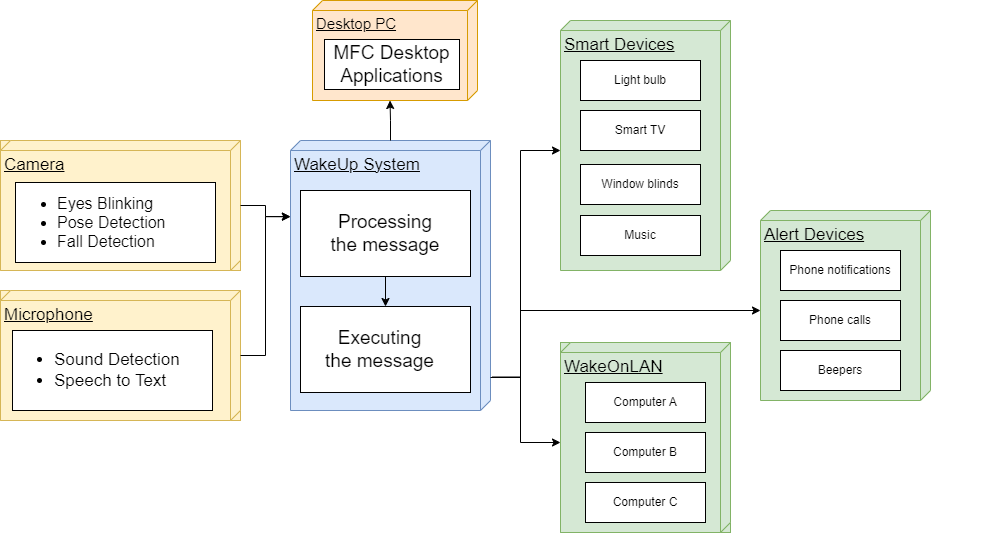 Desktop PC
MFC Desktop
Applications
Camera
• Eyes Blinking
• Pose Detection
• Fall Detection
Microphone
• Sound Detection
• Speech to Text
WakeUp System
Processing
the message
Executing
the message
Smart Devices
Light bulb
Smart TV
Window blinds
Music
Alert Devices
Phone notifications
Phone calls
Beepers
WakeOnLAN
Computer A
Computer B
Computer C